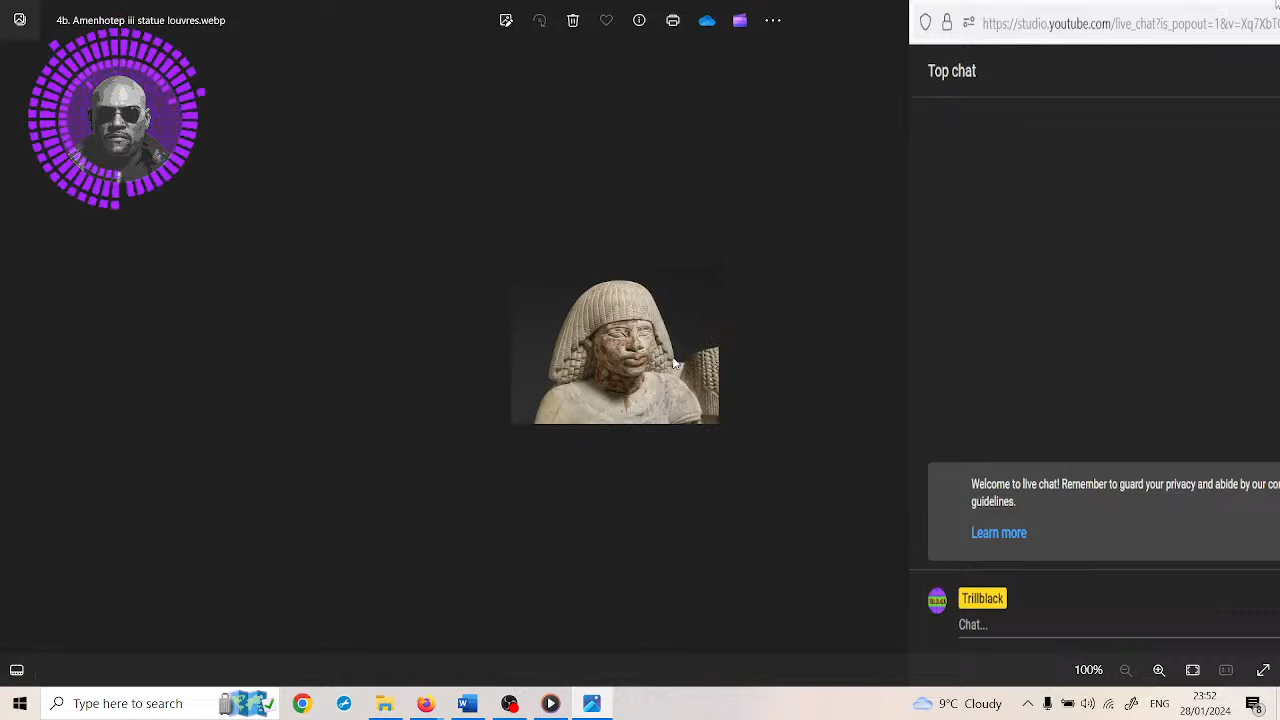 4b. Amenhotep iii statue louvres.webp
https://studio.youtube.com/live_chat?is_popout=1&v=Xq7Xb1
Top chat
Welcome to live chat! Remember to guard your privacy and abide by our
guidelines.
Learn more
Trillblack
Chat...
100%
Type here to search
9°C Cloudy
ENG
23:52
28/01/2024